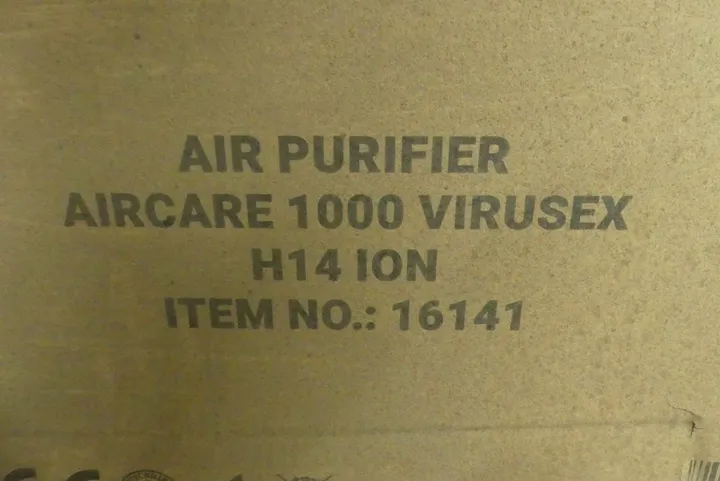 AIR PURIFIER
AIRCARE 1000 VIRUSEX
H14 ION
ITEM NO.: 16141